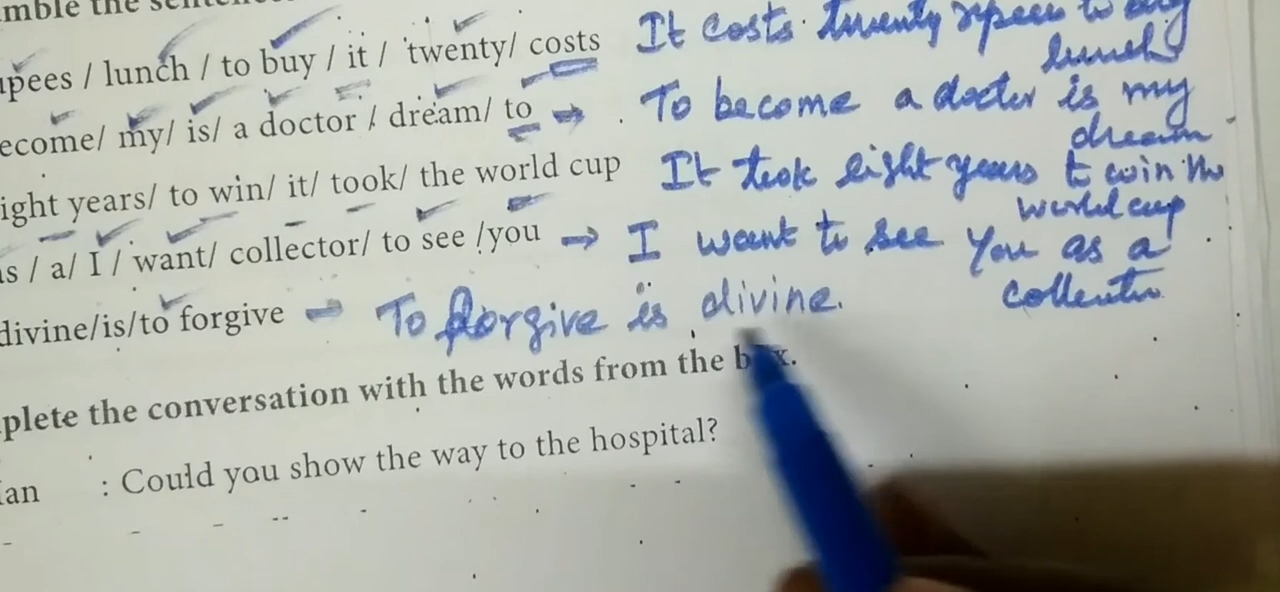 mble the sentences
upees / lunch / to buy / it / twenty/ costs It costs twenty rupees to buy lunch
ecome/ my/ is/ a doctor / dream/ to → To become a doctor is my dream
ight years/ to win/ it/ took/ the world cup It took eight years to win the world cup
as / a/ I / want/ collector/ to see /you → I want to see you as a collector
divine/is/to forgive → To forgive is divine.
plete the conversation with the words from the box.
an : Could you show the way to the hospital?